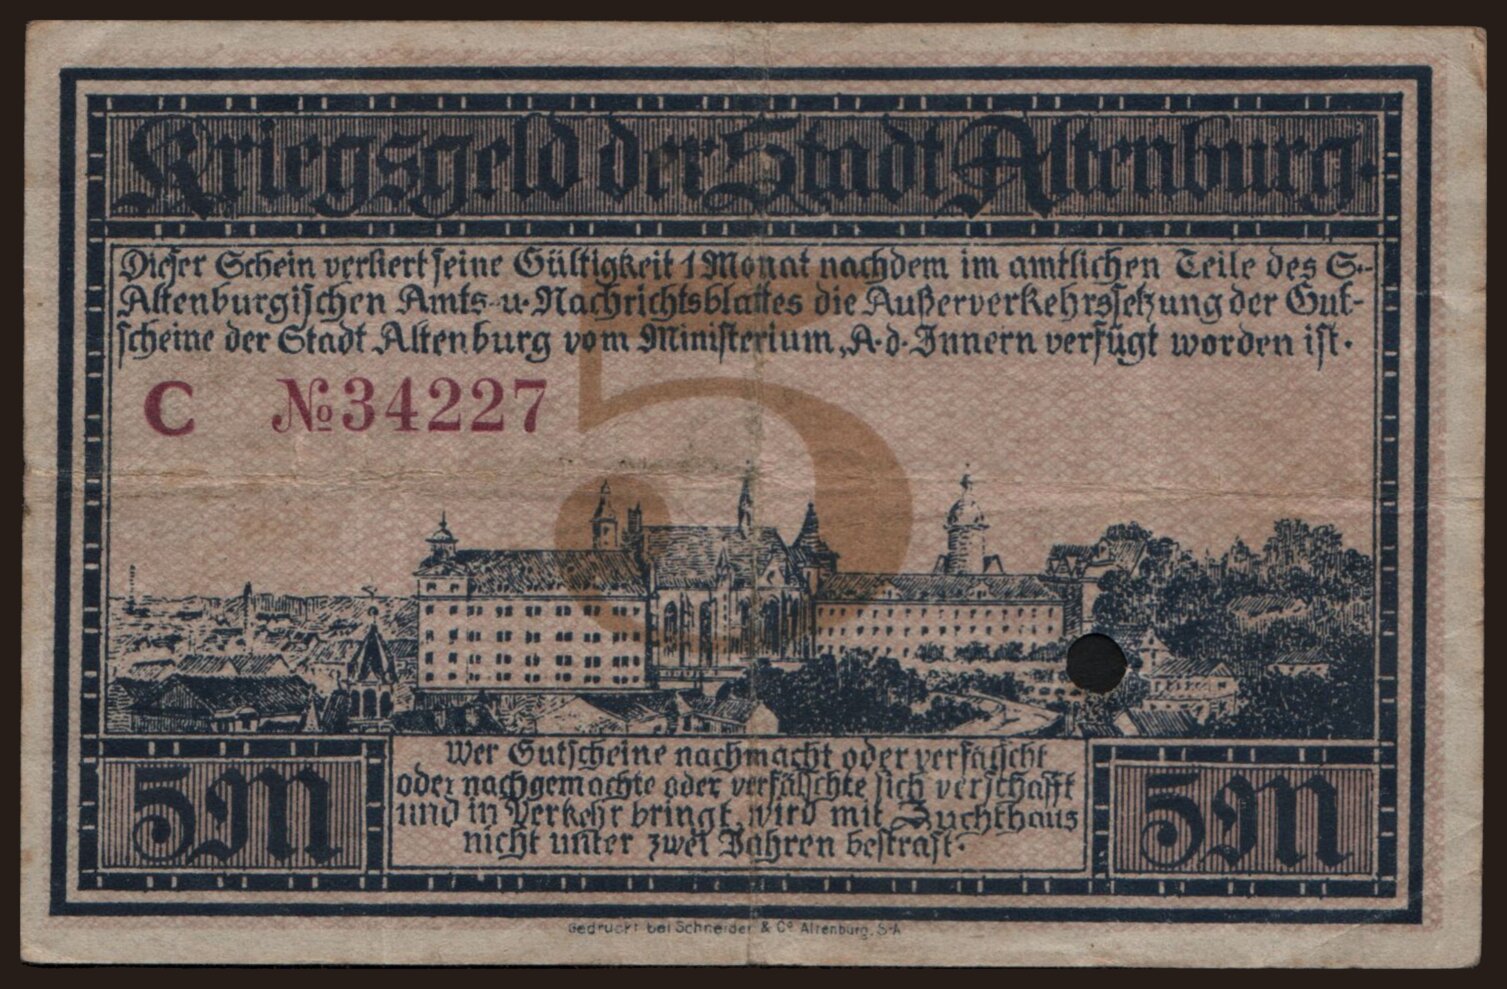 Kriegsgeld der Stadt Altenburg.
Dieser Schein verliert seine Gültigkeit 1 Monat nachdem im amtlichen Teile des S.-
Altenburgischen Amts- u. Nachrichtsblattes die Außerverkehrssetzung der Gut-
scheine der Stadt Altenburg vom Ministerium, A. d. Innern verfügt worden ist.
C № 34227
5
Wer Gutscheine nachmacht oder verfälscht
oder nachgemachte oder verfälschte sich verschafft
und in Verkehr bringt, wird mit Zuchthaus
nicht unter zwei Jahren bestraft.
5M 5M
Gedruckt bei Schneider & Co Altenburg, S-A